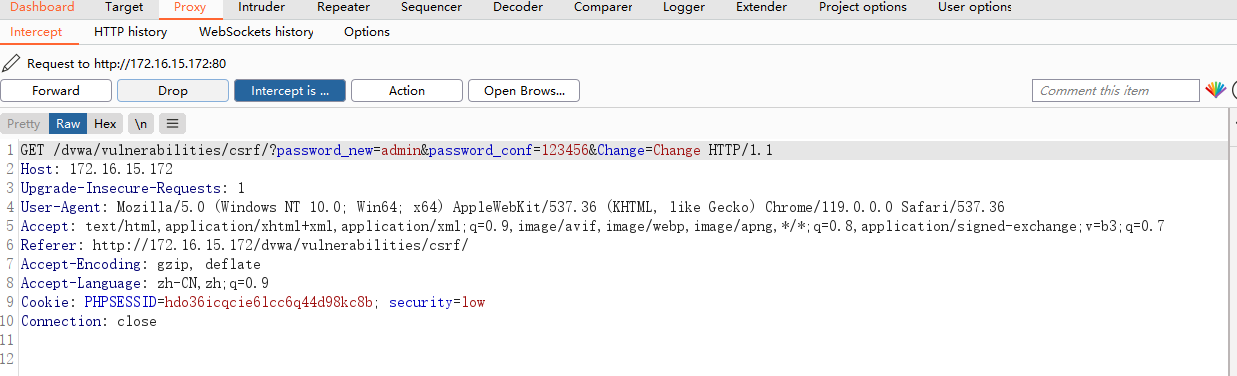 Dashboard Target Proxy Intruder Repeater Sequencer Decoder Comparer Logger Extender Project options User options
Intercept HTTP history WebSockets history Options
Request to http://172.16.15.172:80
Forward Drop Intercept is ... Action Open Brows... Comment this item
Pretty Raw Hex \n
1 GET /dvwa/vulnerabilities/csrf/?password_new=admin&password_conf=123456&Change=Change HTTP/1.1
2 Host: 172.16.15.172
3 Upgrade-Insecure-Requests: 1
4 User-Agent: Mozilla/5.0 (Windows NT 10.0; Win64; x64) AppleWebKit/537.36 (KHTML, like Gecko) Chrome/119.0.0.0 Safari/537.36
5 Accept: text/html,application/xhtml+xml,application/xml;q=0.9,image/avif,image/webp,image/apng,*/*;q=0.8,application/signed-exchange;v=b3;q=0.7
6 Referer: http://172.16.15.172/dvwa/vulnerabilities/csrf/
7 Accept-Encoding: gzip, deflate
8 Accept-Language: zh-CN,zh;q=0.9
9 Cookie: PHPSESSID=hdo36icqcie61cc6q44d98kc8b; security=low
10 Connection: close
11
12